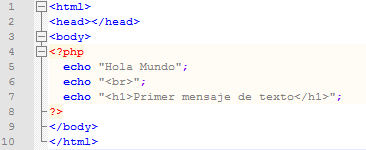 1 <html>
2 <head></head>
3 <body>
4 <?php
5 echo "Hola Mundo";
6 echo "<br>";
7 echo "<h1>Primer mensaje de texto</h1>";
8 ?>
9 </body>
10 </html>